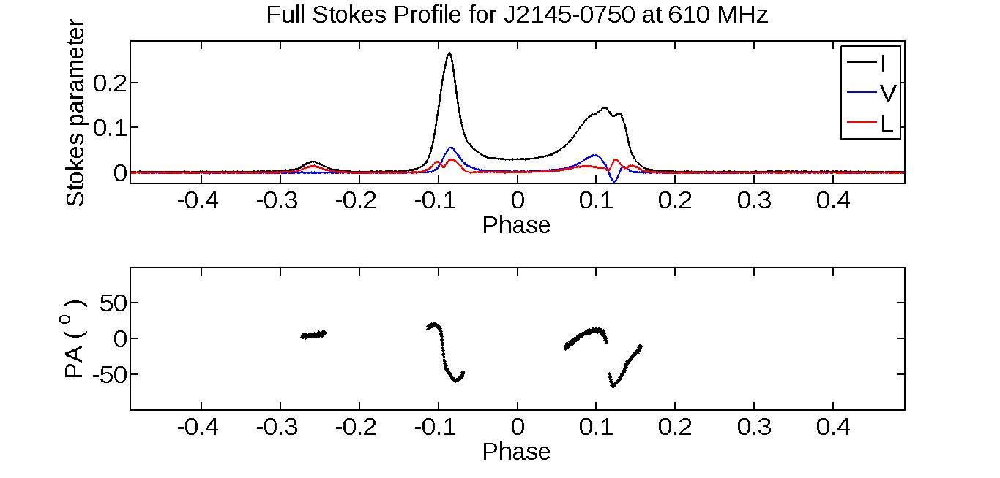 Full Stokes Profile for J2145-0750 at 610 MHz
Stokes parameter
0.2
0.1
0
I
V
L
-0.4 -0.3 -0.2 -0.1 0 0.1 0.2 0.3 0.4
Phase
PA ( o )
50
0
-50
-0.4 -0.3 -0.2 -0.1 0 0.1 0.2 0.3 0.4
Phase